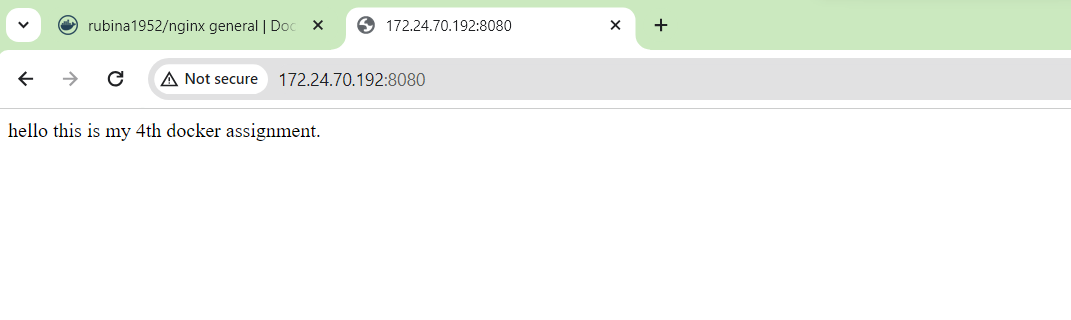 rubina1952/nginx general | Doc
172.24.70.192:8080
Not secure
172.24.70.192:8080
hello this is my 4th docker assignment.